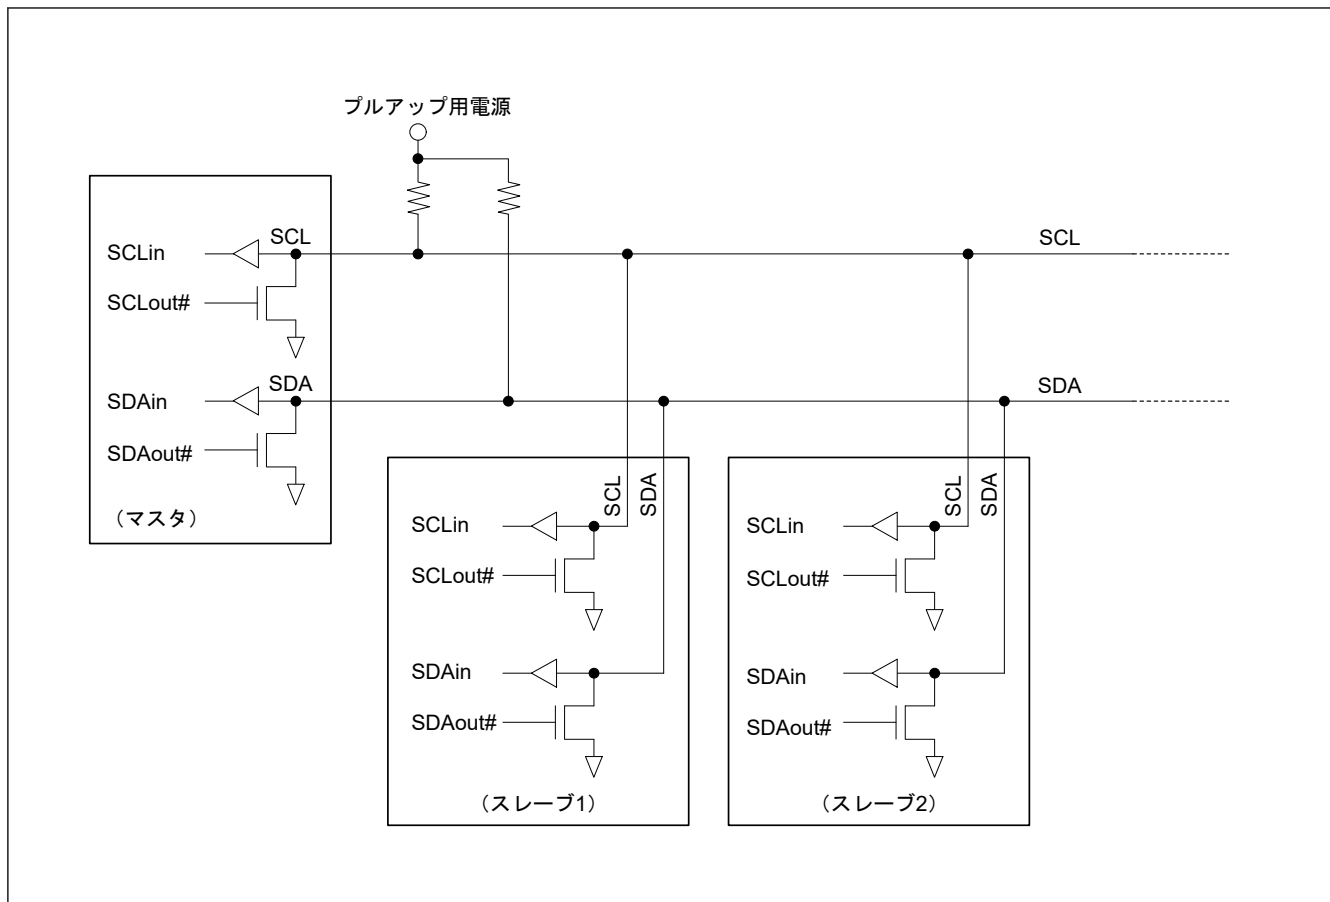 プルアップ用電源
SCL
SCLin
SCLout#
SDA
SDAin
SDAout#
（マスタ）
SCL
SDA
SCL
SDA
SCLin
SCLout#
SDAin
SDAout#
（スレーブ1）
SCL
SDA
SCLin
SCLout#
SDAin
SDAout#
（スレーブ2）